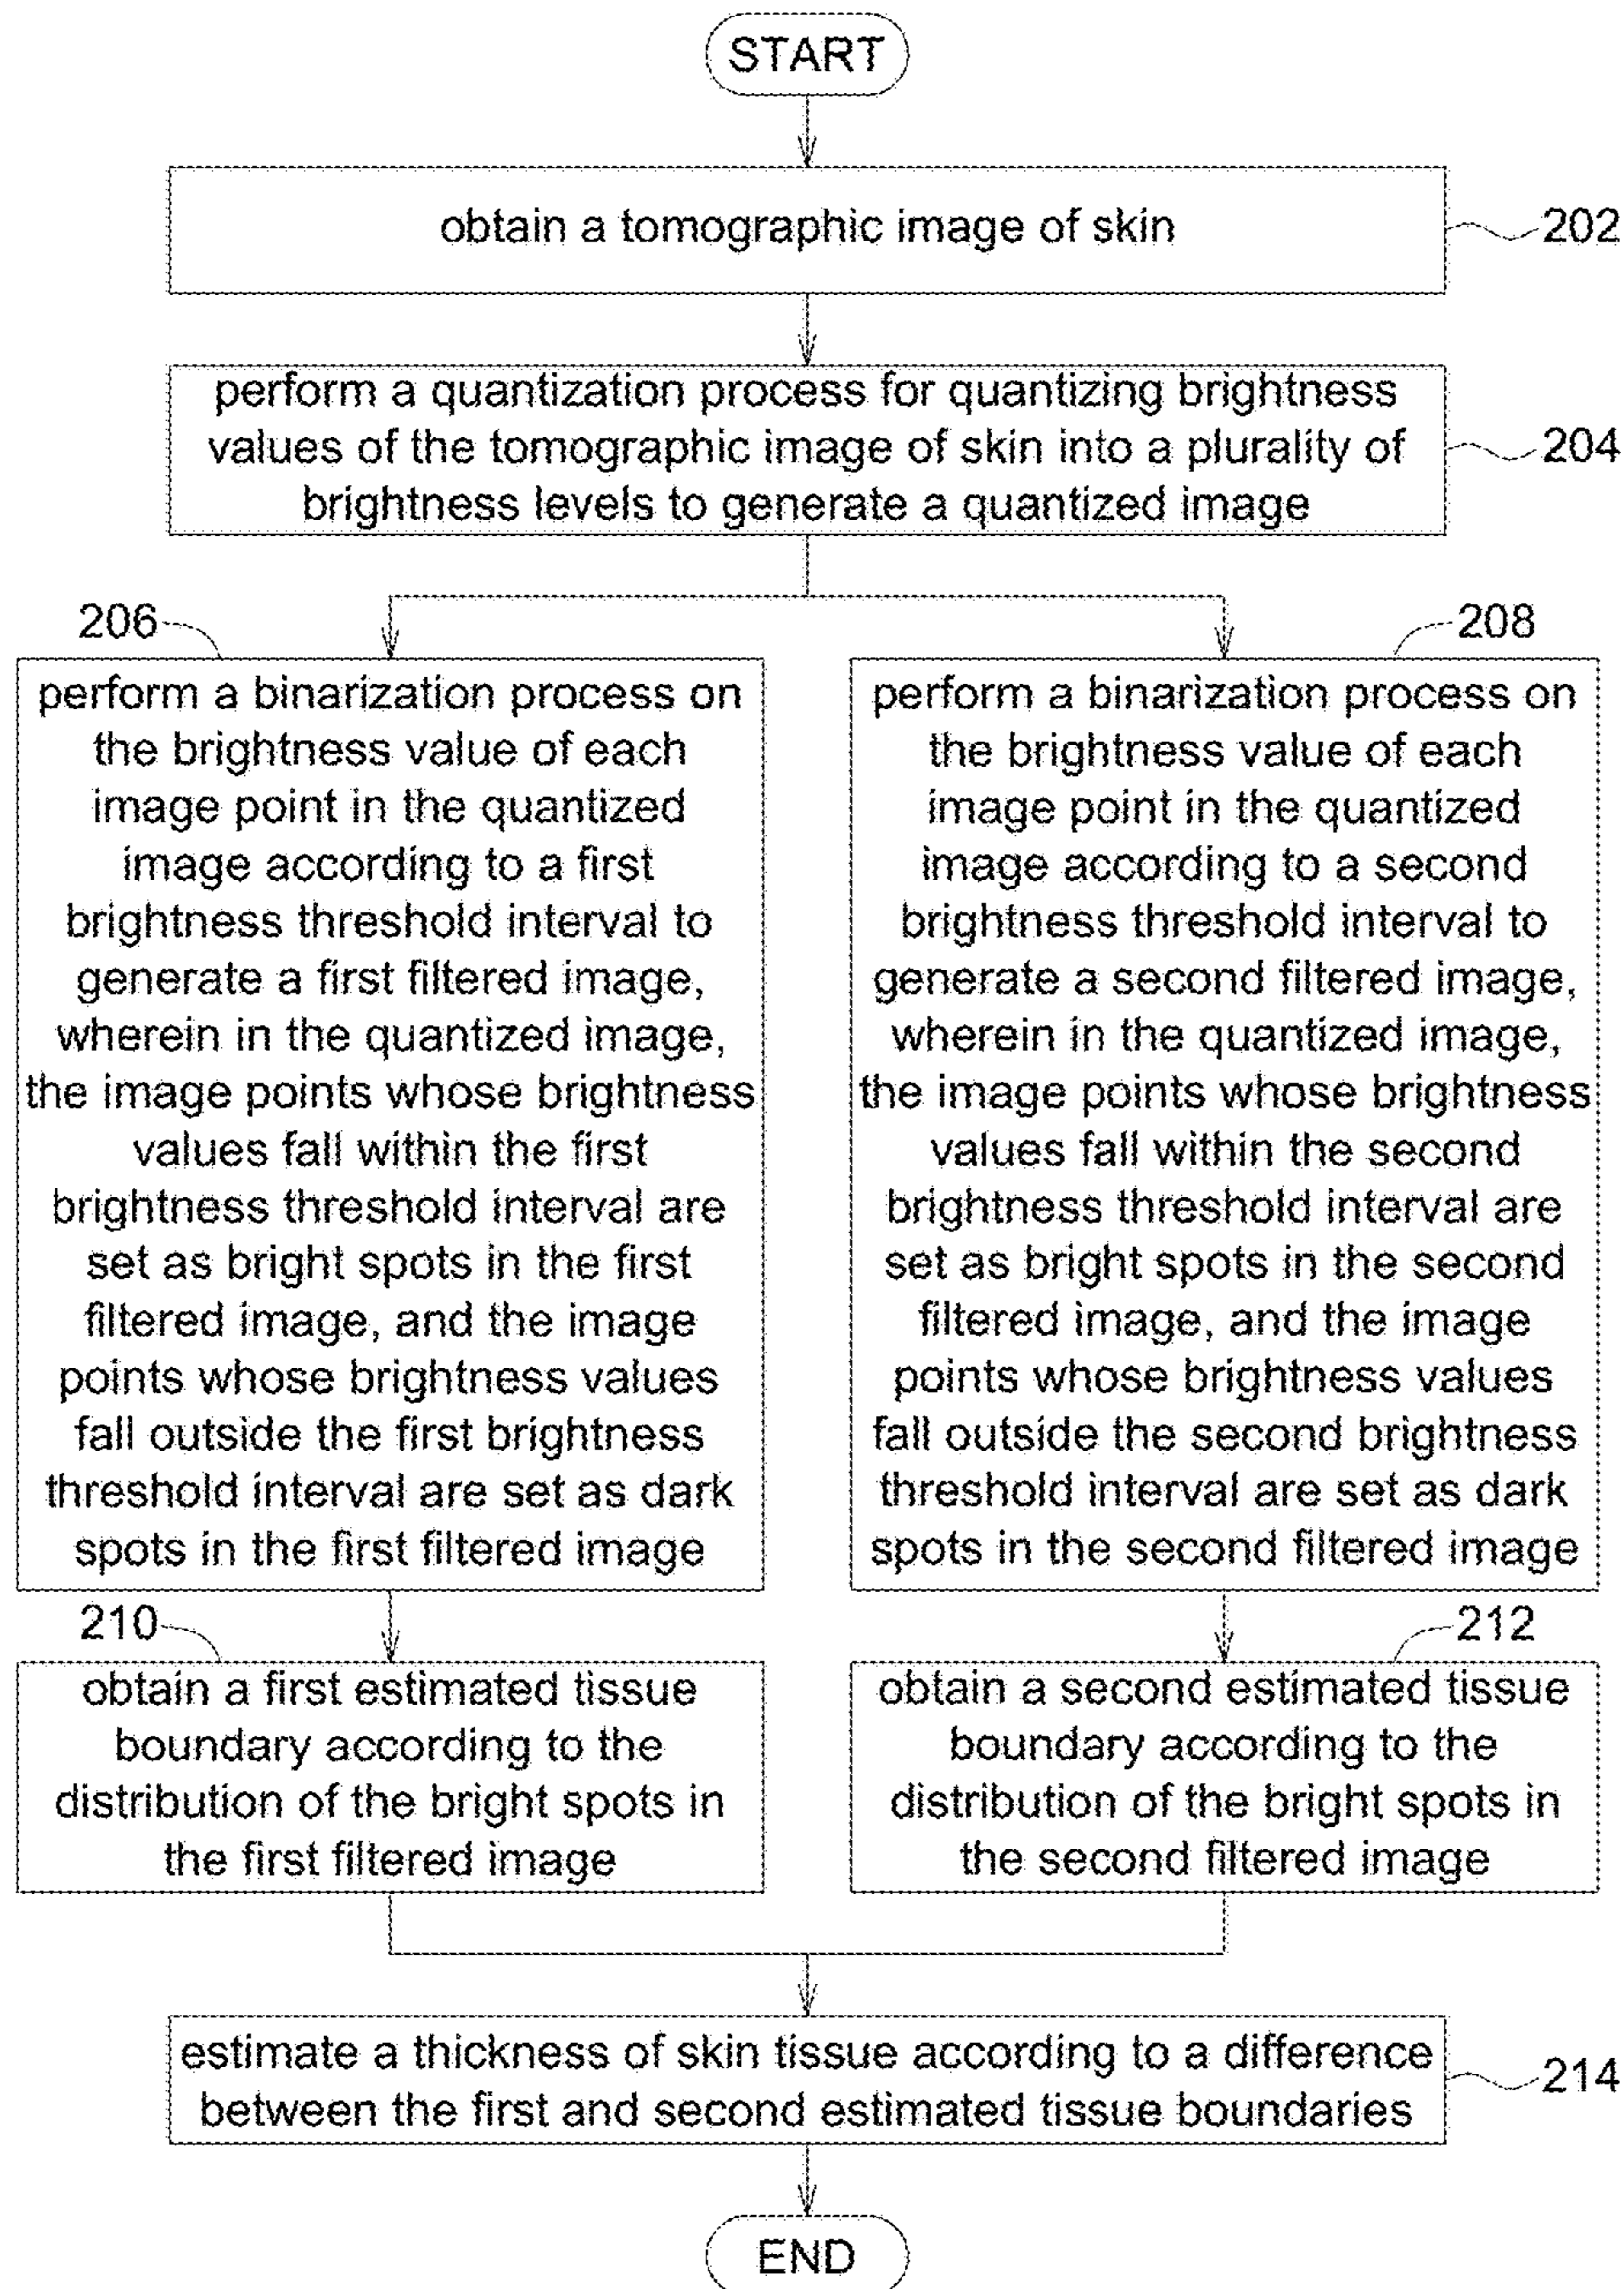 START
obtain a tomographic image of skin
202
perform a quantization process for quantizing brightness
values of the tomographic image of skin into a plurality of
brightness levels to generate a quantized image
204
206
perform a binarization process on
the brightness value of each
image point in the quantized
image according to a first
brightness threshold interval to
generate a first filtered image,
wherein in the quantized image,
the image points whose brightness
values fall within the first
brightness threshold interval are
set as bright spots in the first
filtered image, and the image
points whose brightness values
fall outside the first brightness
threshold interval are set as dark
spots in the first filtered image
208
perform a binarization process on
the brightness value of each
image point in the quantized
image according to a second
brightness threshold interval to
generate a second filtered image,
wherein in the quantized image,
the image points whose brightness
values fall within the second
brightness threshold interval are
set as bright spots in the second
filtered image, and the image
points whose brightness values
fall outside the second brightness
threshold interval are set as dark
spots in the second filtered image
210
obtain a first estimated tissue
boundary according to the
distribution of the bright spots in
the first filtered image
212
obtain a second estimated tissue
boundary according to the
distribution of the bright spots in
the second filtered image
estimate a thickness of skin tissue according to a difference
between the first and second estimated tissue boundaries
214
END